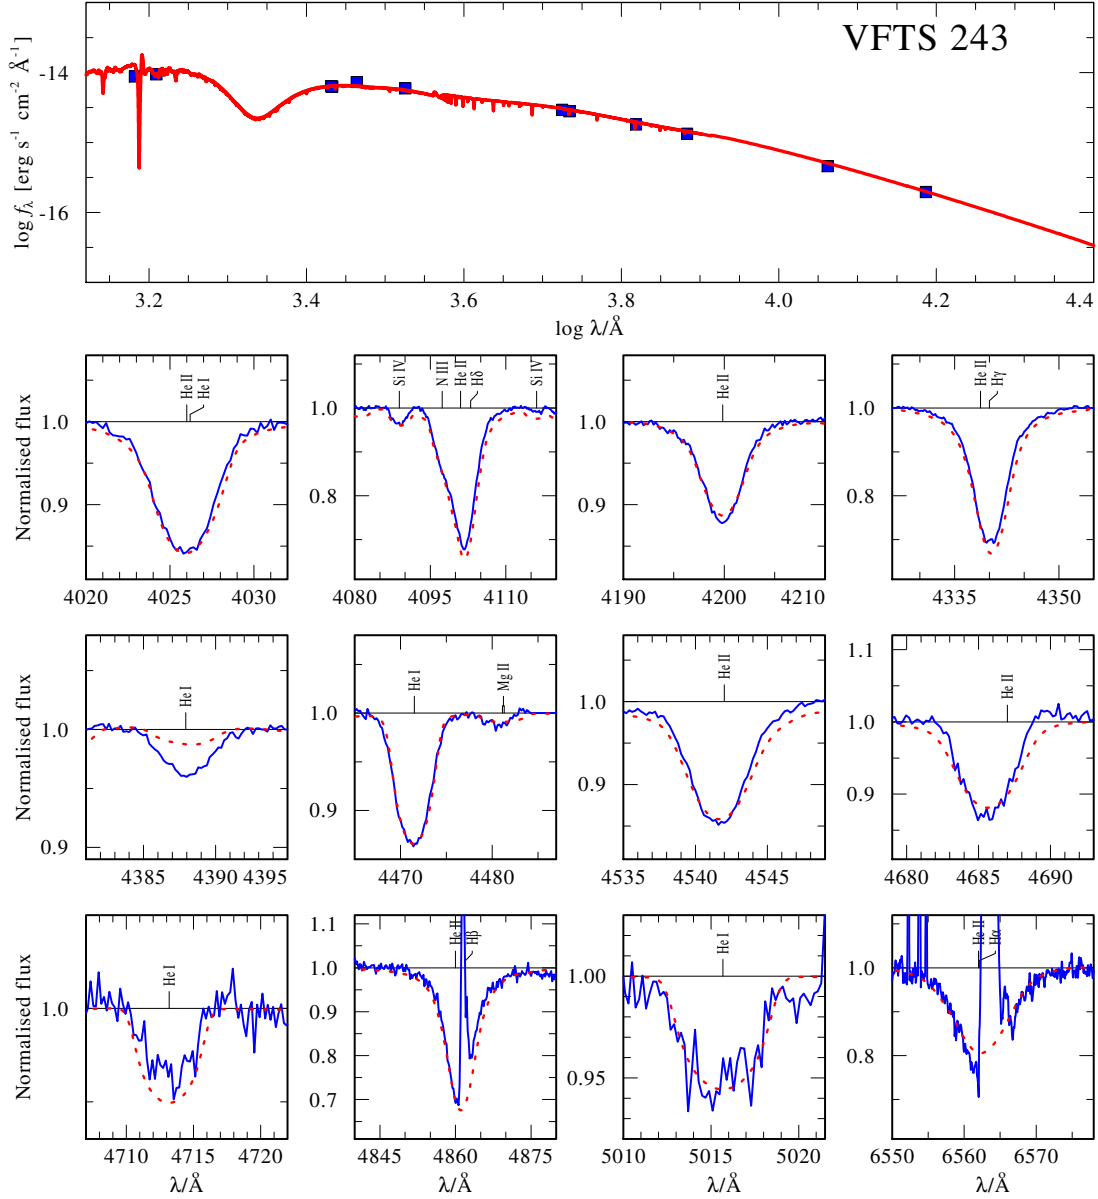 VFTS 243
log fλ [erg s⁻¹ cm⁻² Å⁻¹]
-14
-16
3.2 3.4 3.6 3.8 4.0 4.2 4.4
log λ/Å
Normalised flux
1.0
0.9
He II
He I
4020 4026 4032
1.0
0.8
Si IV
N III
He II
Hδ
Si IV
4080 4095 4110
1.0
0.9
He II
4190 4200 4210
1.0
0.8
He II
Hγ
4335 4355
Normalised flux
1.0
0.9
He I
4385 4390 4395
1.0
0.9
He I
Mg II
4470 4480
1.0
0.9
He II
4535 4540 4545
1.1
1.0
0.9
He II
4680 4685 4690
Normalised flux
1.0
He I
4710 4715 4720
λ/Å
1.1
1.0
0.9
0.8
0.7
He II
Hβ
4845 4860 4875
λ/Å
1.00
0.95
He I
5010 5015 5020
λ/Å
1.0
0.8
He II
Hα
6550 6560 6570
λ/Å